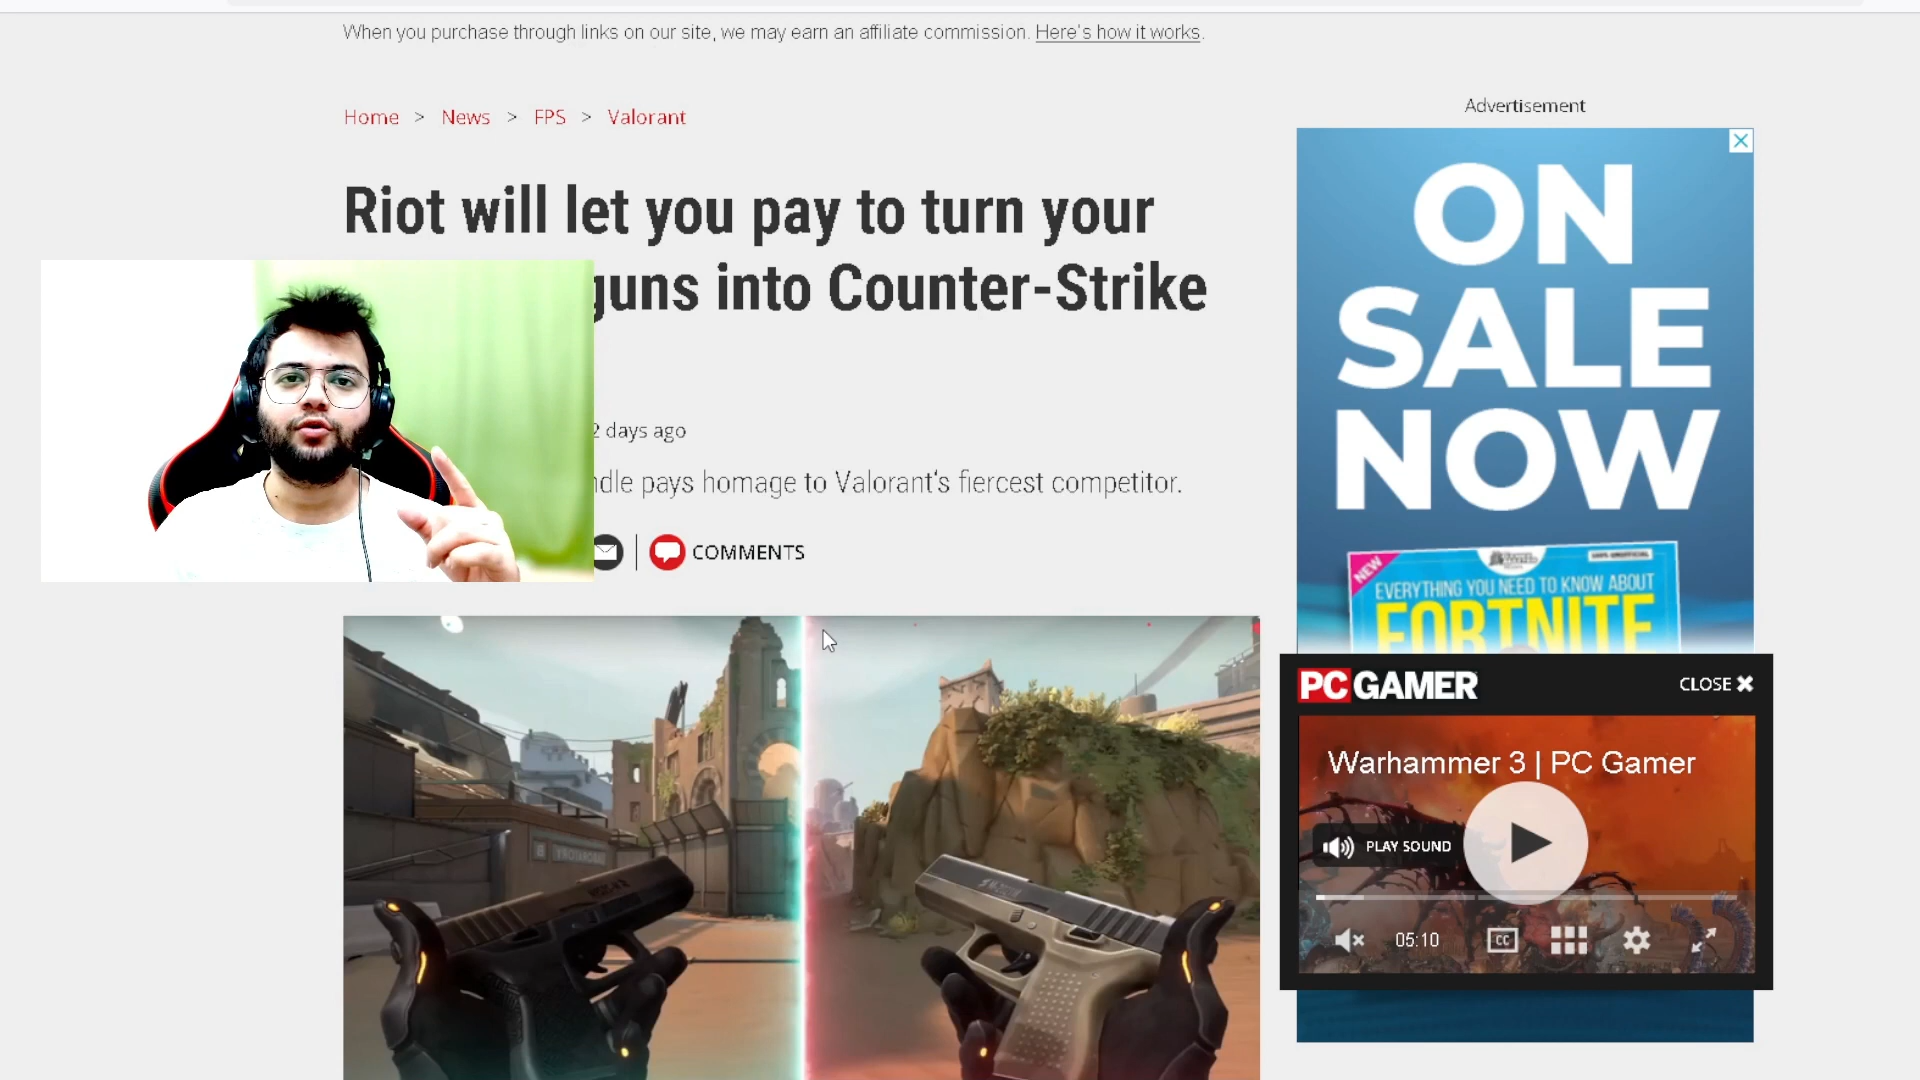 When you purchase through links on our site, we may earn an affiliate commission. Here's how it works.
Home > News > FPS > Valorant
Riot will let you pay to turn your
guns into Counter-Strike
2 days ago
ndle pays homage to Valorant's fiercest competitor.
COMMENTS
Advertisement
ON
SALE
NOW
NEW
EVERYTHING YOU NEED TO KNOW ABOUT
FORTNITE
PC GAMER
CLOSE
Warhammer 3 | PC Gamer
PLAY SOUND
05:10
CC